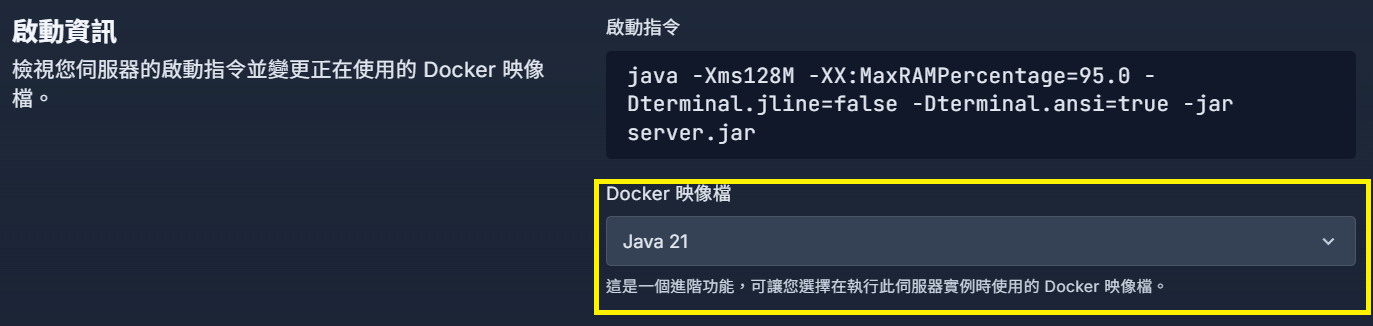 啟動資訊
檢視您伺服器的啟動指令並變更正在使用的 Docker 映像
檔。
啟動指令
java -Xms128M -XX:MaxRAMPercentage=95.0 -
Dterminal.jline=false -Dterminal.ansi=true -jar
server.jar
Docker 映像檔
Java 21
這是一個進階功能，可讓您選擇在執行此伺服器實例時使用的 Docker 映像檔。